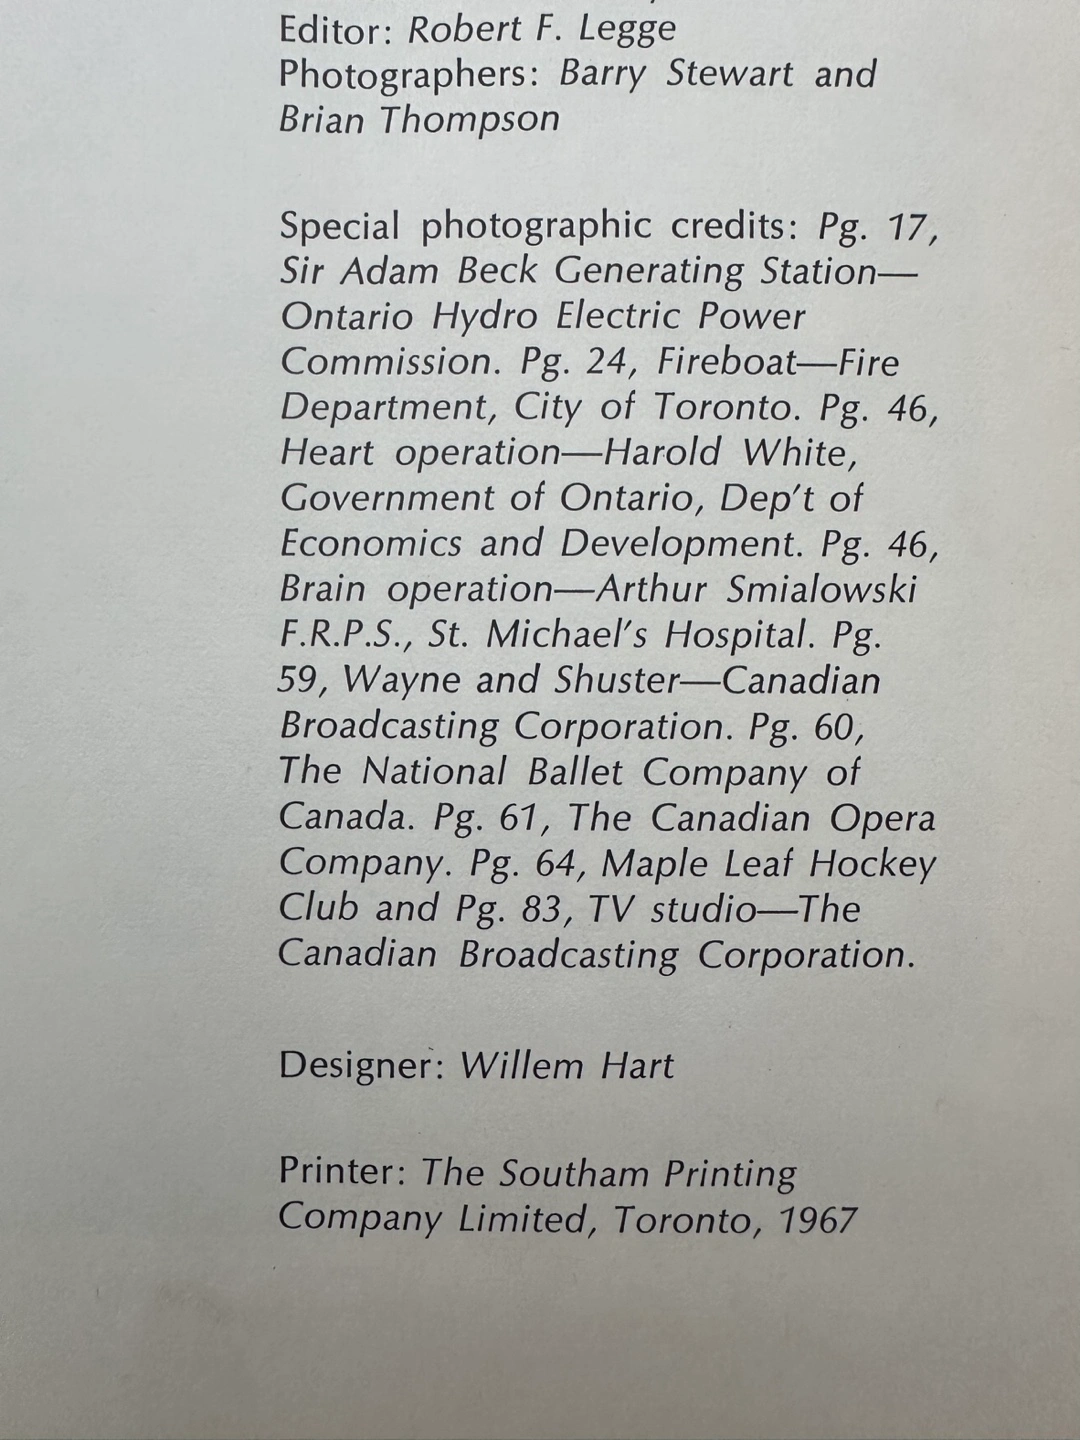 Editor: Robert F. Legge
Photographers: Barry Stewart and
Brian Thompson
Special photographic credits: Pg. 17,
Sir Adam Beck Generating Station—
Ontario Hydro Electric Power
Commission. Pg. 24, Fireboat—Fire
Department, City of Toronto. Pg. 46,
Heart operation—Harold White,
Government of Ontario, Dep't of
Economics and Development. Pg. 46,
Brain operation—Arthur Smialowski
F.R.P.S., St. Michael's Hospital. Pg.
59, Wayne and Shuster—Canadian
Broadcasting Corporation. Pg. 60,
The National Ballet Company of
Canada. Pg. 61, The Canadian Opera
Company. Pg. 64, Maple Leaf Hockey
Club and Pg. 83, TV studio—The
Canadian Broadcasting Corporation.
Designer: Willem Hart
Printer: The Southam Printing
Company Limited, Toronto, 1967